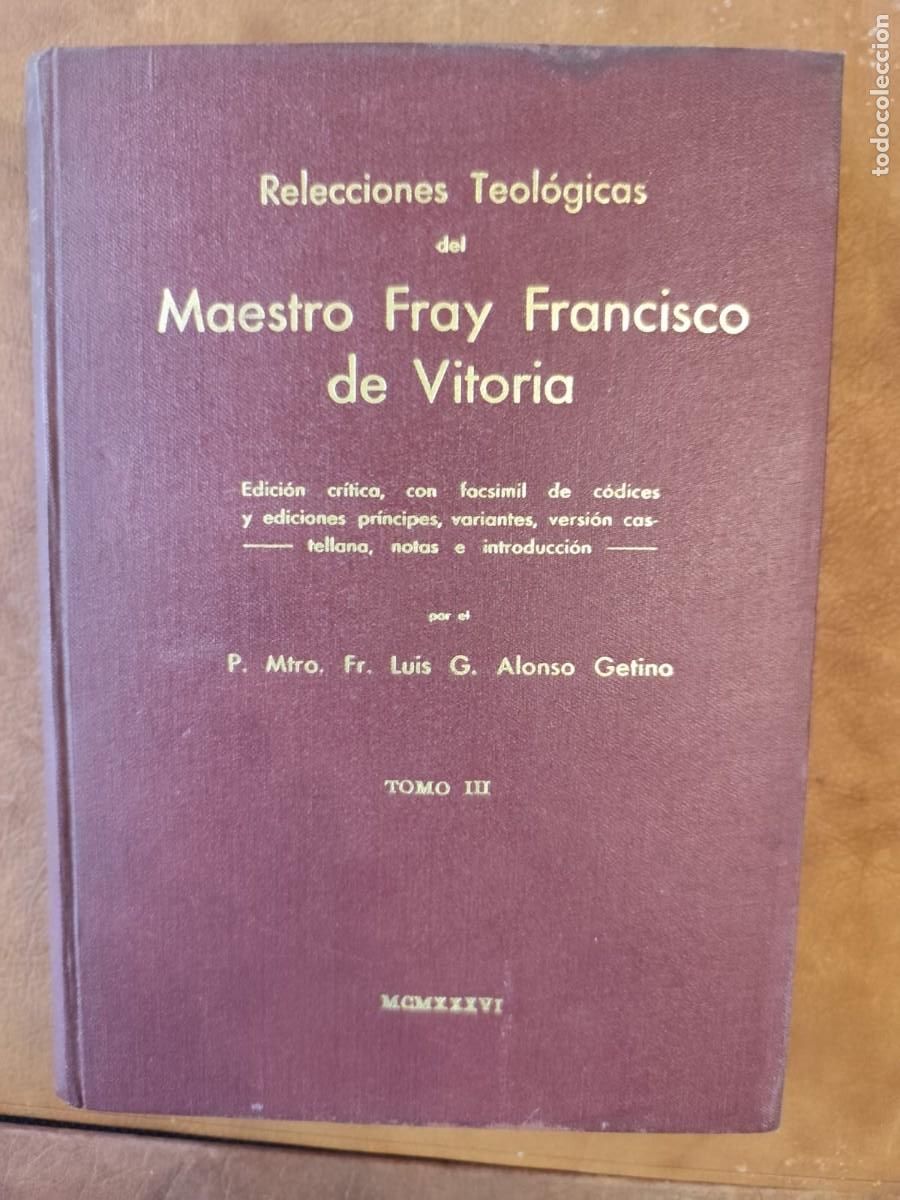 Relecciones Teológicas
del
Maestro Fray Francisco
de Vitoria
Edición crítica, con facsimil de códices
y ediciones príncipes, variantes, versión cas-
tellana, notas e introducción
por el
P. Mtro. Fr. Luis G. Alonso Getino
TOMO III
MCMXXXVI
todocoleccion